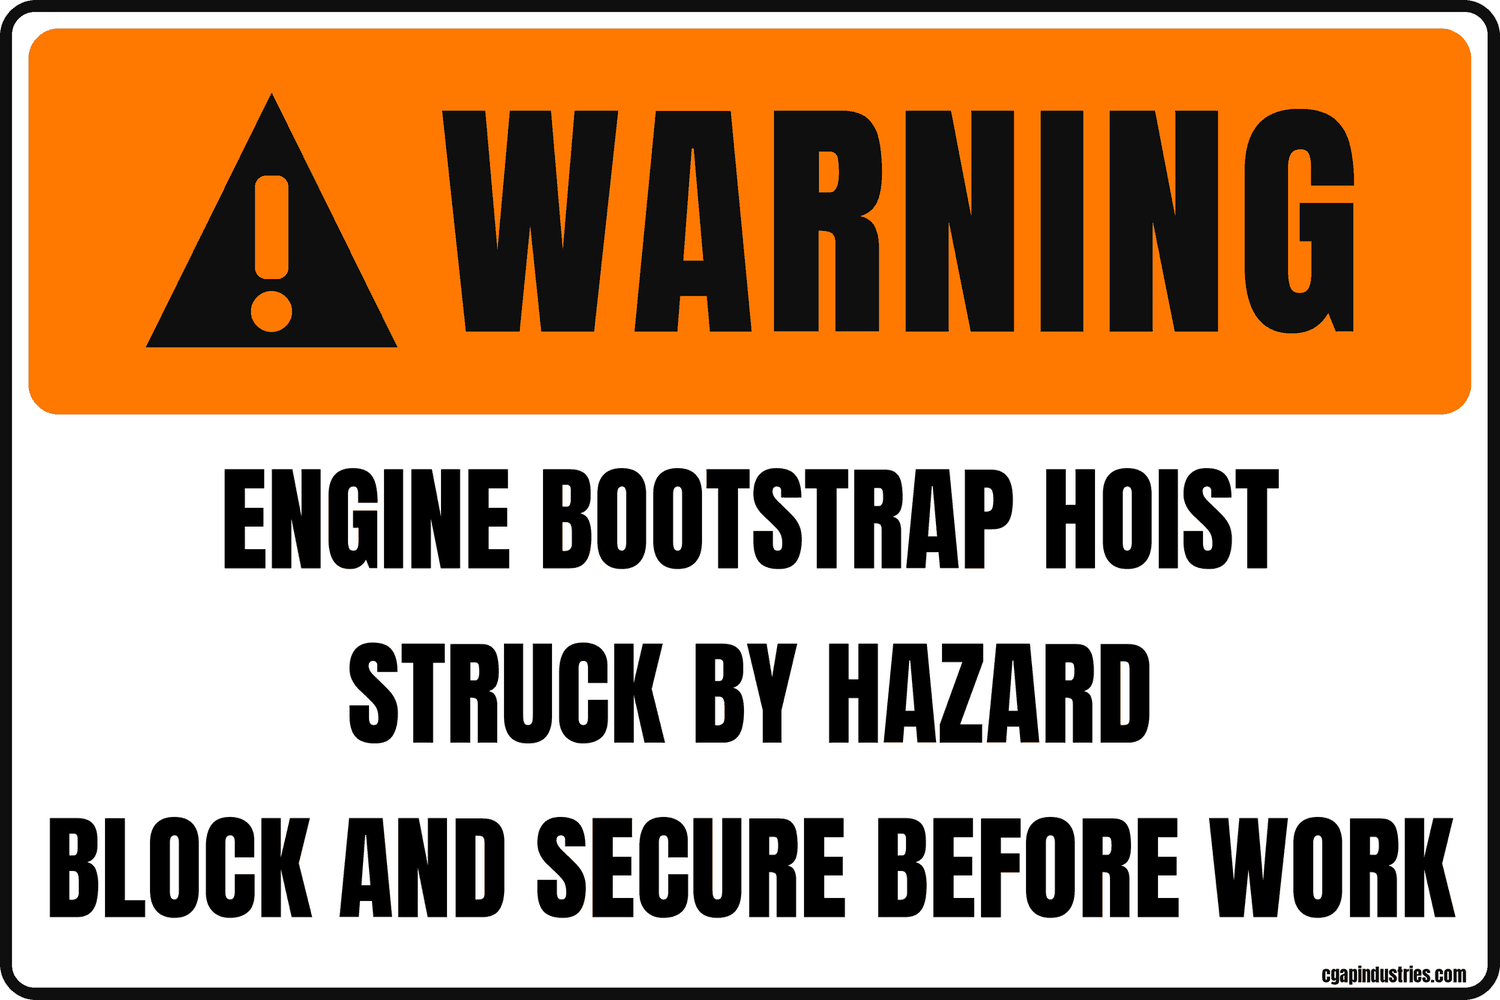 WARNING
ENGINE BOOTSTRAP HOIST
STRUCK BY HAZARD
BLOCK AND SECURE BEFORE WORK
cgapindustries.com